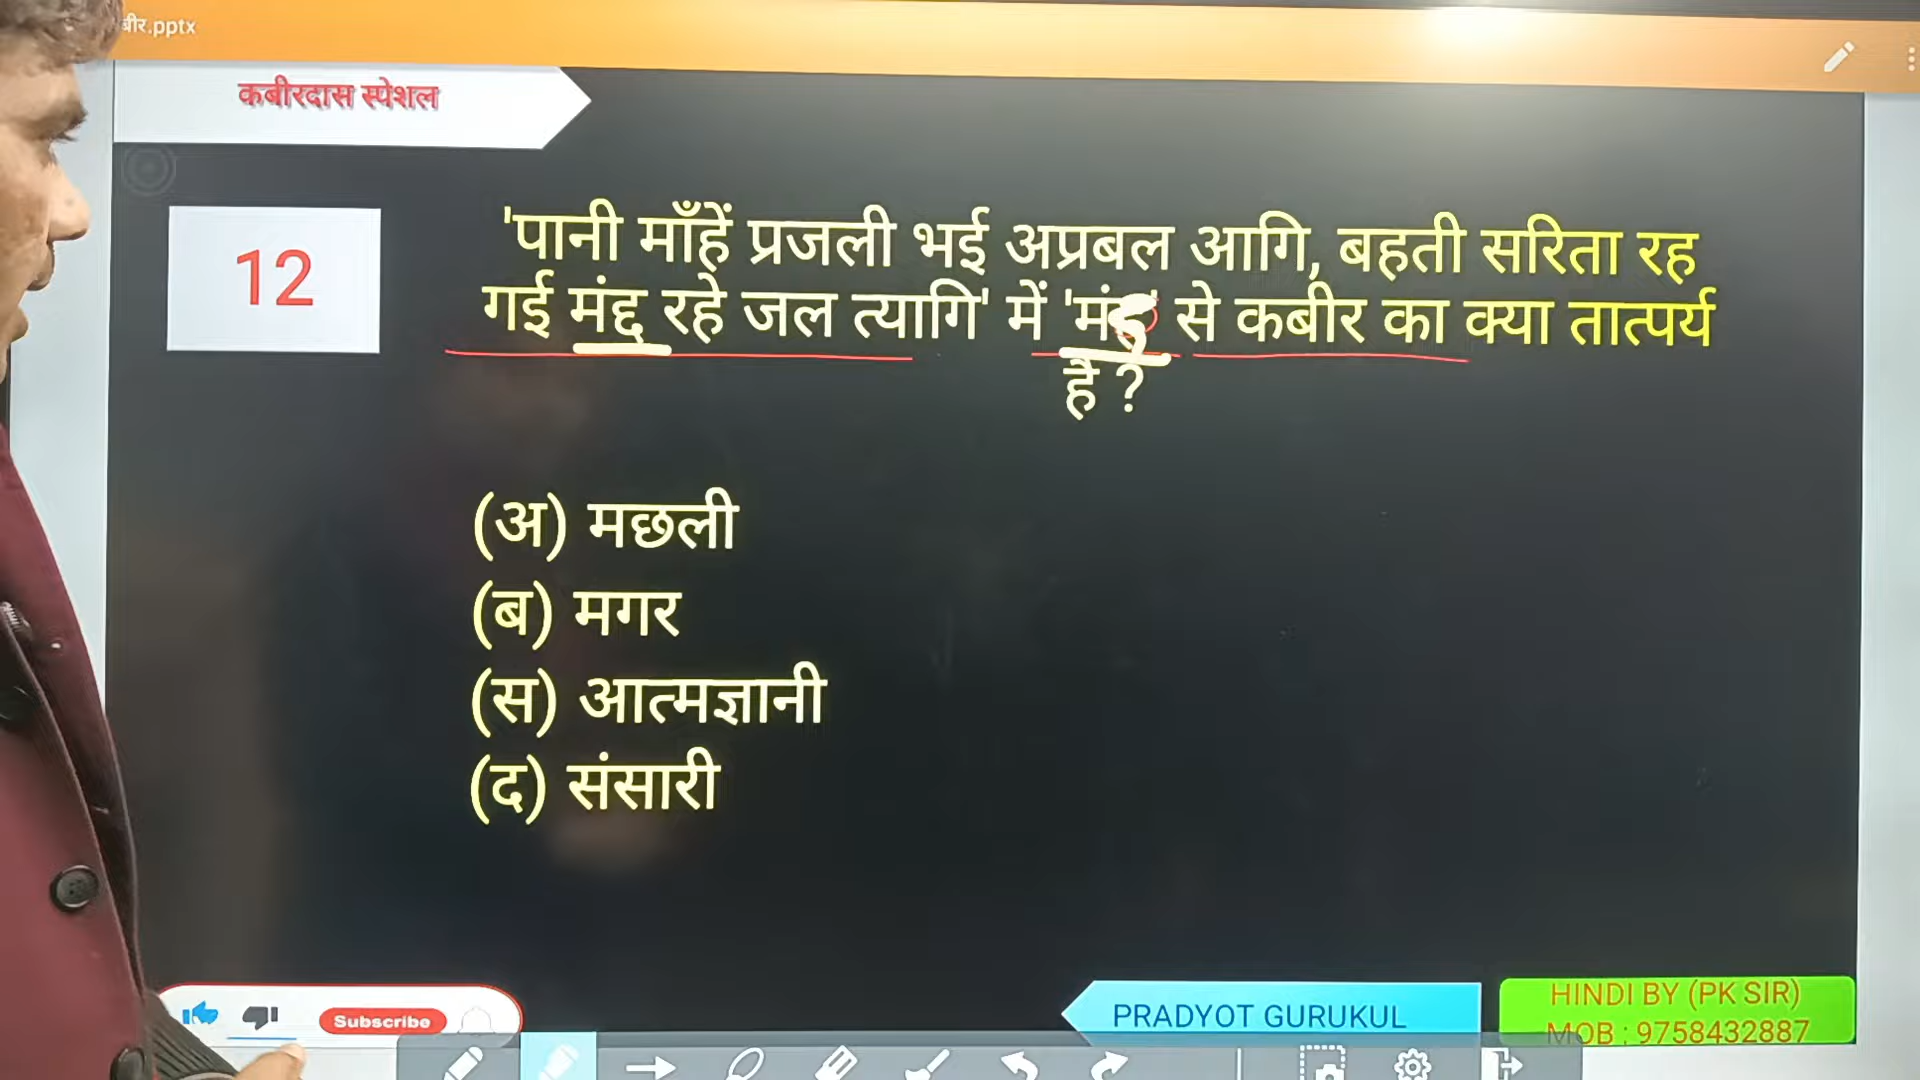 बीर.pptx
कबीरदास स्पेशल
12
'पानी माँहें प्रजली भई अप्रबल आगि, बहती सरिता रह
गई मंद्द रहे जल त्यागि' में से कबीर का क्या तात्पर्य
है ?
(अ) मछली
(ब) मगर
(स) आत्मज्ञानी
(द) संसारी
Subscribe
PRADYOT GURUKUL
HINDI BY (PK SIR)
MOB : 9758432887